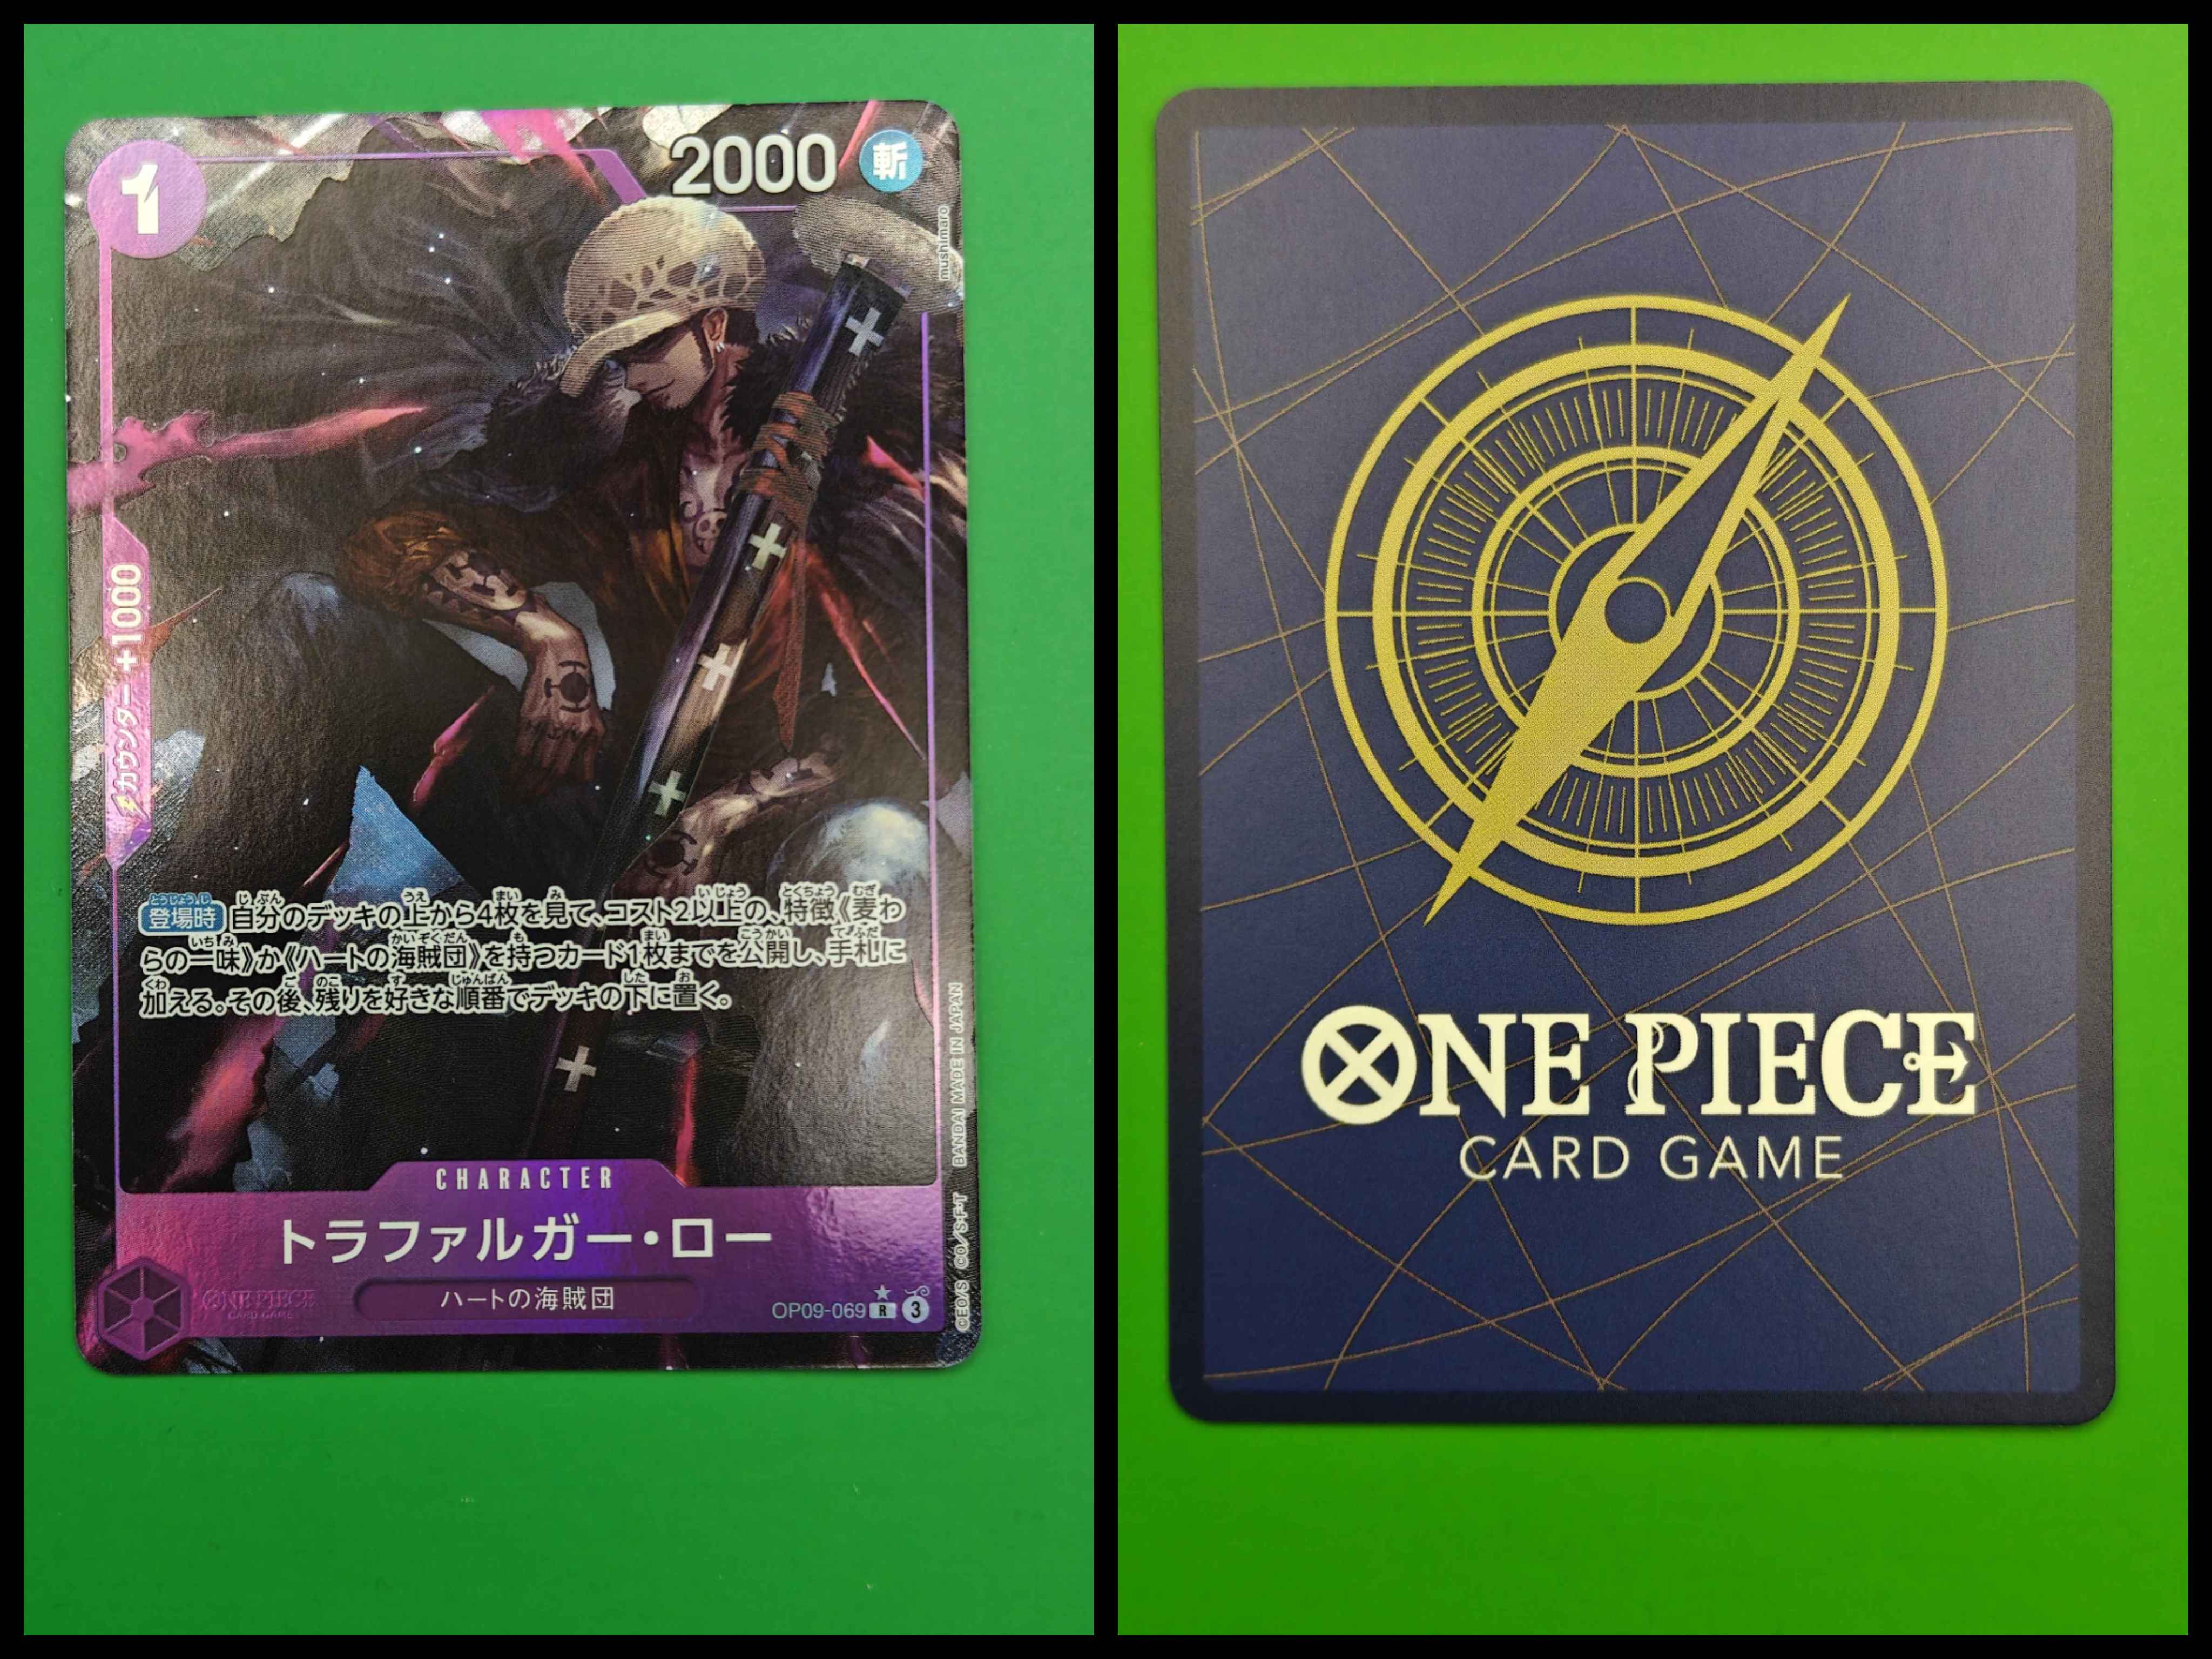 1
2000
斬
mushimaro
カウンター +1000
登場時 自分のデッキの上から4枚を見て、コスト2以上の、特徴《麦わ
らの一味》か《ハートの海賊団》を持つカード1枚までを公開し、手札に
加える。その後、残りを好きな順番でデッキの下に置く。
CHARACTER
トラファルガー・ロー
ハートの海賊団
ONE PIECE
CARD GAME
OP09-069 R 3
©EO/S ©O/S・F・T BANDAI MADE IN JAPAN
ONE PIECE
CARD GAME